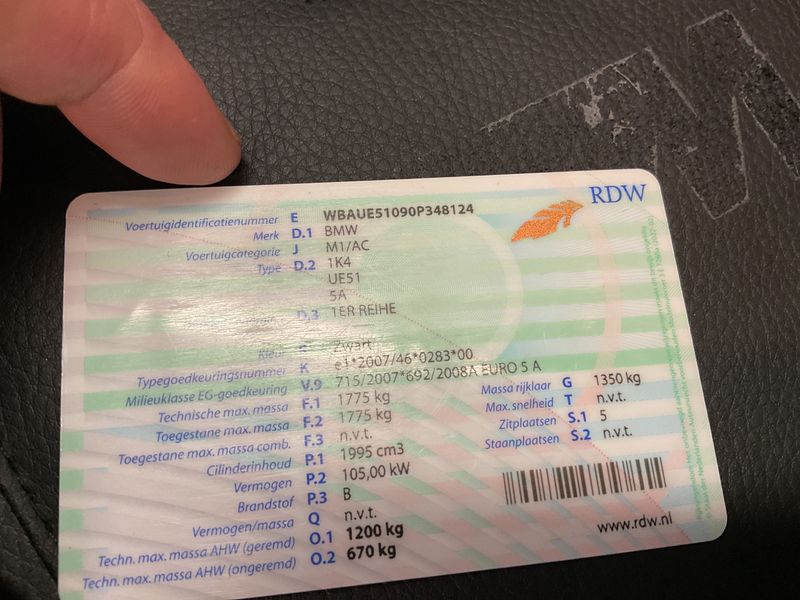 RDW
Voertuigidentificatienummer E WBAUE51090P348124
Merk D.1 BMW
Voertuigcategorie J M1/AC
Type D.2 1K4
UE51
5A
D.3 1ER REIHE
Kleur Zwart
Typegoedkeuringsnummer K e1*2007/46*0283*00
Milieuklasse EG-goedkeuring V.9 715/2007*692/2008A EURO 5 A
Technische max. massa F.1 1775 kg
Toegestane max. massa F.2 1775 kg
Toegestane max. massa comb. F.3 n.v.t.
Cilinderinhoud P.1 1995 cm3
Vermogen P.2 105,00 kW
Brandstof P.3 B
Vermogen/massa Q n.v.t.
Techn. max. massa AHW (geremd) O.1 1200 kg
Techn. max. massa AHW (ongeremd) O.2 670 kg
Massa rijklaar G 1350 kg
Max. snelheid T n.v.t.
Zitplaatsen S.1 5
Staanplaatsen S.2 n.v.t.
www.rdw.nl